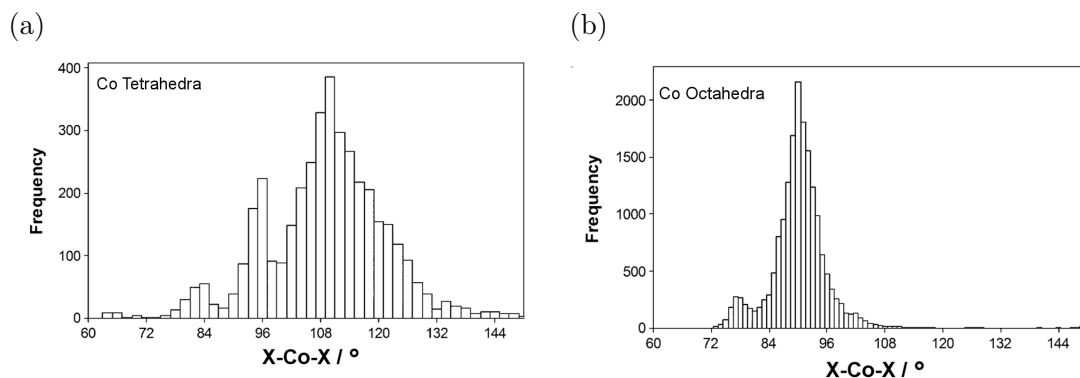 (a)
Co Tetrahedra
400
300
200
100
0
60 72 84 96 108 120 132 144
Frequency
X-Co-X / °
(b)
Co Octahedra
2000
1500
1000
500
0
60 72 84 96 108 120 132 144
Frequency
X-Co-X / °